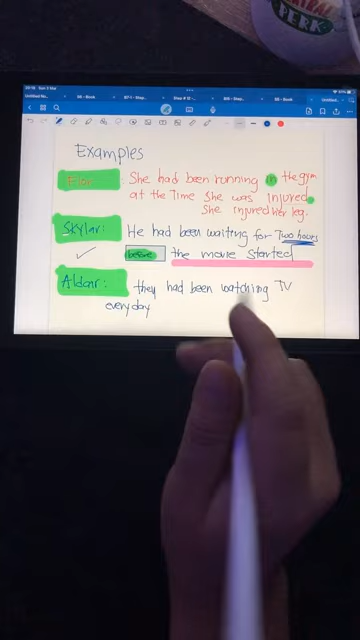 PERK
Examples
She had been running in the gym
at the Time she was injured.
She injured her leg.
Skylar: He had been waiting for Two hours
before the movie started
Aldar: they had been watching TV
everyday